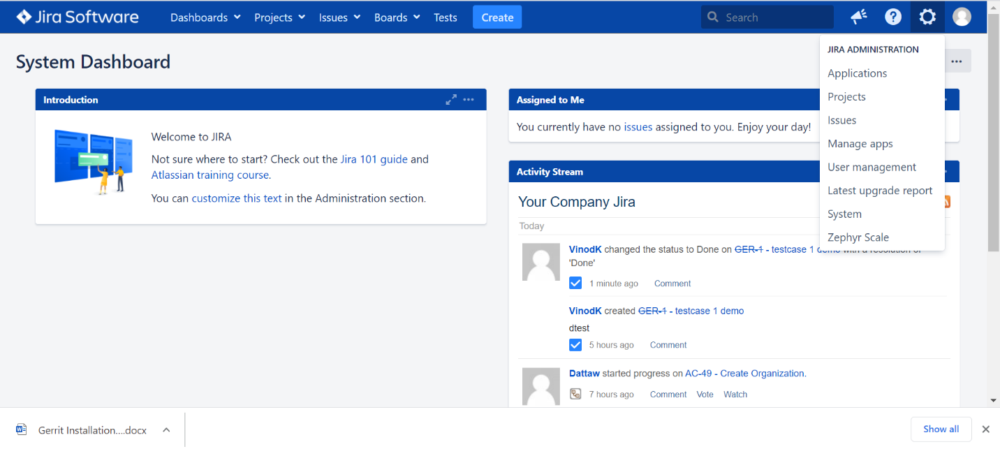 Jira Software Dashboards Projects Issues Boards Tests Create Search
System Dashboard
JIRA ADMINISTRATION
Applications
Projects
Issues
Manage apps
User management
Latest upgrade report
System
Zephyr Scale
Introduction
Welcome to JIRA
Not sure where to start? Check out the Jira 101 guide and
Atlassian training course.
You can customize this text in the Administration section.
Assigned to Me
You currently have no issues assigned to you. Enjoy your day!
Activity Stream
Your Company Jira
Today
VinodK changed the status to Done on GER-1 - testcase 1 demo with a resolution of
'Done'
1 minute ago Comment
VinodK created GER-1 - testcase 1 demo
dtest
5 hours ago Comment
Dattaw started progress on AC-49 - Create Organization.
7 hours ago Comment Vote Watch
Gerrit Installation....docx Show all